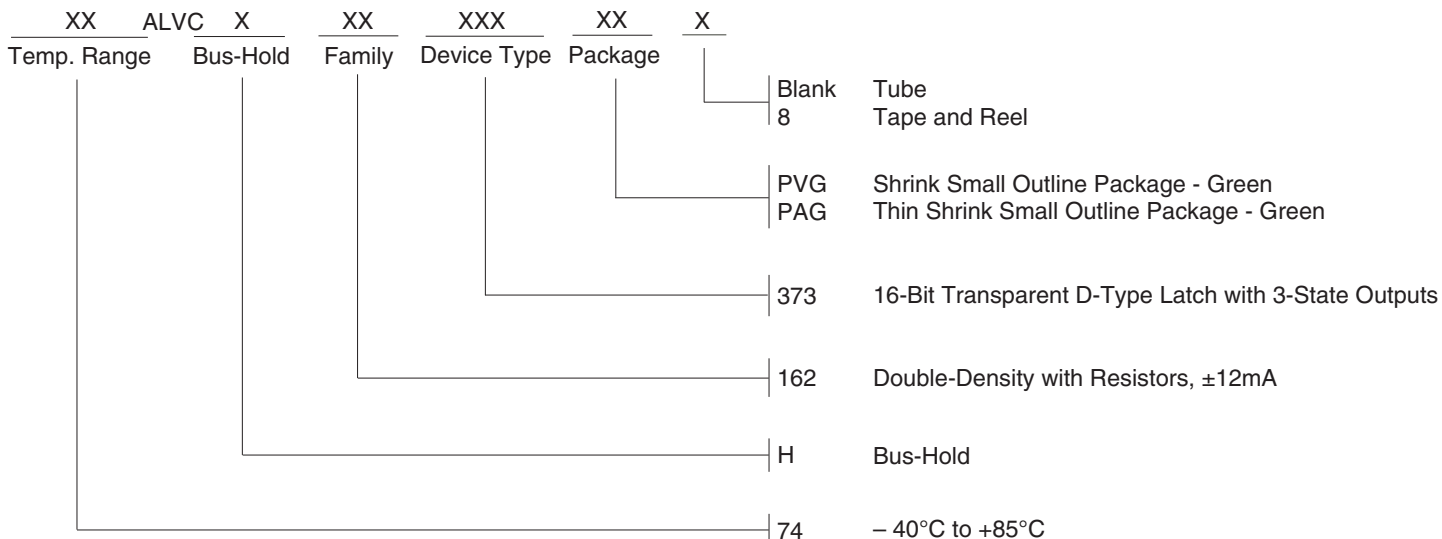 XX ALVC X XX XXX XX X
Temp. Range Bus-Hold Family Device Type Package
Blank Tube
8 Tape and Reel
PVG Shrink Small Outline Package - Green
PAG Thin Shrink Small Outline Package - Green
373 16-Bit Transparent D-Type Latch with 3-State Outputs
162 Double-Density with Resistors, ±12mA
H Bus-Hold
74 – 40°C to +85°C